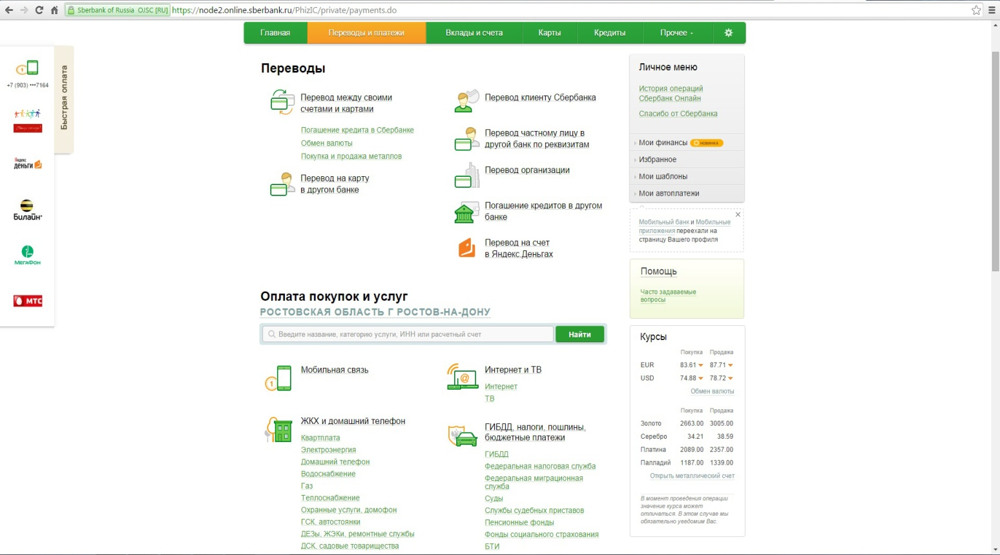 Sberbank of Russia OJSC [RU] https://node2.online.sberbank.ru/PhizIC/private/payments.do
Главная
Переводы и платежи
Вклады и счета
Карты
Кредиты
Прочее
Быстрая оплата
1
+7 (903) •••7164
Яндекс
деньги
Билайн
МЕГАФОН
МТС
Переводы
Перевод между своими
счетами и картами
Погашение кредита в Сбербанке
Обмен валюты
Покупка и продажа металлов
Перевод на карту
в другом банке
Перевод клиенту Сбербанка
Перевод частному лицу в
другой банк по реквизитам
Перевод организации
Погашение кредитов в другом
банке
Перевод на счет
в Яндекс.Деньгах
Оплата покупок и услуг
РОСТОВСКАЯ ОБЛАСТЬ Г РОСТОВ-НА-ДОНУ
Введите название, категорию услуги, ИНН или расчетный счет
Найти
1
Мобильная связь
ЖКХ и домашний телефон
Квартплата
Электроэнергия
Домашний телефон
Водоснабжение
Газ
Теплоснабжение
Охранные услуги, домофон
ГСК, автостоянки
ДЕЗы, ЖЭКи, ремонтные службы
ДСК, садовые товарищества
@
Интернет и ТВ
Интернет
ТВ
ГИБДД, налоги, пошлины,
бюджетные платежи
ГИБДД
Федеральная налоговая служба
Федеральная миграционная
служба
Суды
Службы судебных приставов
Пенсионные фонды
Фонды социального страхования
БТИ
Личное меню
История операций
Сбербанк Онлайн
Спасибо от Сбербанка
Мои финансы НОВИНКА
Избранное
Мои шаблоны
Мои автоплатежи
Мобильный банк и Мобильные
приложения переехали на
страницу Вашего профиля
Помощь
Часто задаваемые
вопросы
Курсы
Покупка Продажа
EUR 83.61 87.71
USD 74.88 78.72
Обмен валюты
Покупка Продажа
Золото 2663.00 3005.00
Серебро 34.21 38.59
Платина 2089.00 2357.00
Палладий 1187.00 1339.00
Открыть металлический счет
В момент проведения операции
значение курса может
отличаться. В этом случае мы
обязательно уведомим Вас.